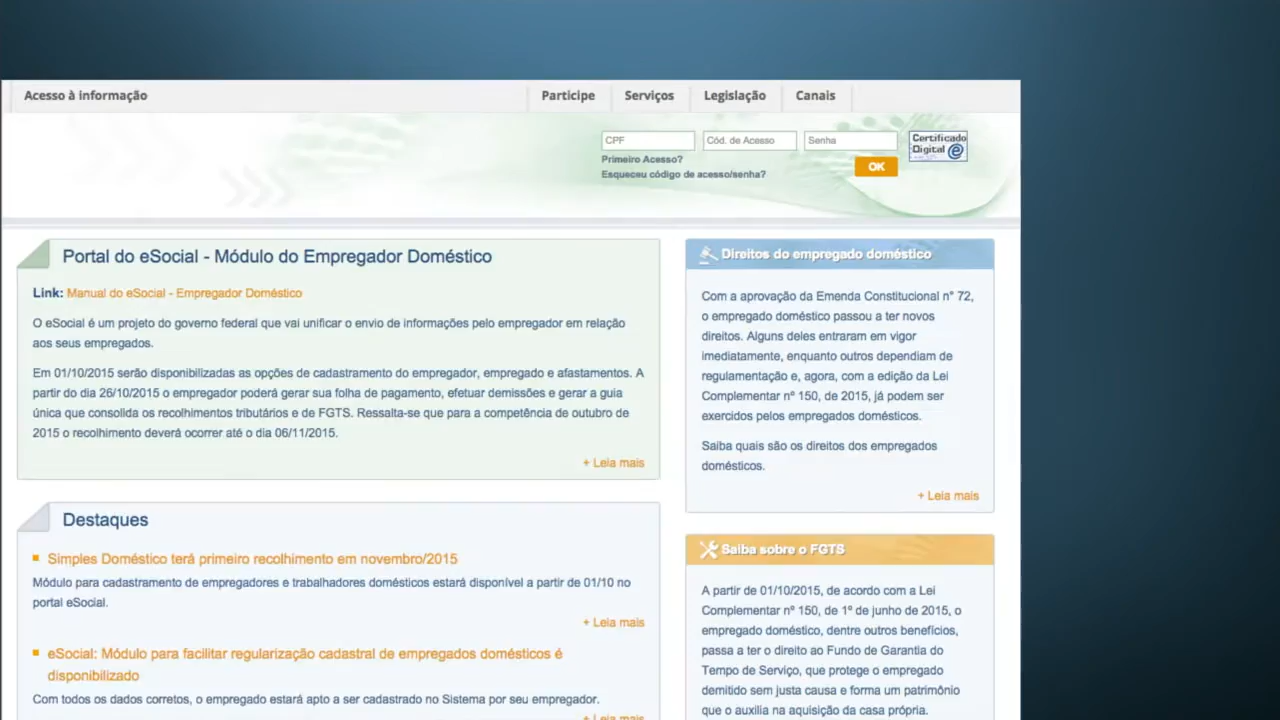 Acesso à informação
Participe
Serviços
Legislação
Canais
CPF
Cód. de Acesso
Senha
Certificado
Digital
Primeiro Acesso?
OK
Esqueceu código de acesso/senha?
Portal do eSocial - Módulo do Empregador Doméstico
Link: Manual do eSocial - Empregador Doméstico
O eSocial é um projeto do governo federal que vai unificar o envio de informações pelo empregador em relação
aos seus empregados.
Em 01/10/2015 serão disponibilizadas as opções de cadastramento do empregador, empregado e afastamentos. A
partir do dia 26/10/2015 o empregador poderá gerar sua folha de pagamento, efetuar demissões e gerar a guia
única que consolida os recolhimentos tributários e de FGTS. Ressalta-se que para a competência de outubro de
2015 o recolhimento deverá ocorrer até o dia 06/11/2015.
+ Leia mais
Direitos do empregado doméstico
Com a aprovação da Emenda Constitucional n° 72,
o empregado doméstico passou a ter novos
direitos. Alguns deles entraram em vigor
imediatamente, enquanto outros dependiam de
regulamentação e, agora, com a edição da Lei
Complementar nº 150, de 2015, já podem ser
exercidos pelos empregados domésticos.
Saiba quais são os direitos dos empregados
domésticos.
+ Leia mais
Destaques
Simples Doméstico terá primeiro recolhimento em novembro/2015
Módulo para cadastramento de empregadores e trabalhadores domésticos estará disponível a partir de 01/10 no
portal eSocial.
+ Leia mais
eSocial: Módulo para facilitar regularização cadastral de empregados domésticos é
disponibilizado
Com todos os dados corretos, o empregado estará apto a ser cadastrado no Sistema por seu empregador.
+ Leia mais
Saiba sobre o FGTS
A partir de 01/10/2015, de acordo com a Lei
Complementar nº 150, de 1º de junho de 2015, o
empregado doméstico, dentre outros benefícios,
passa a ter o direito ao Fundo de Garantia do
Tempo de Serviço, que protege o empregado
demitido sem justa causa e forma um patrimônio
que o auxilia na aquisição da casa própria.